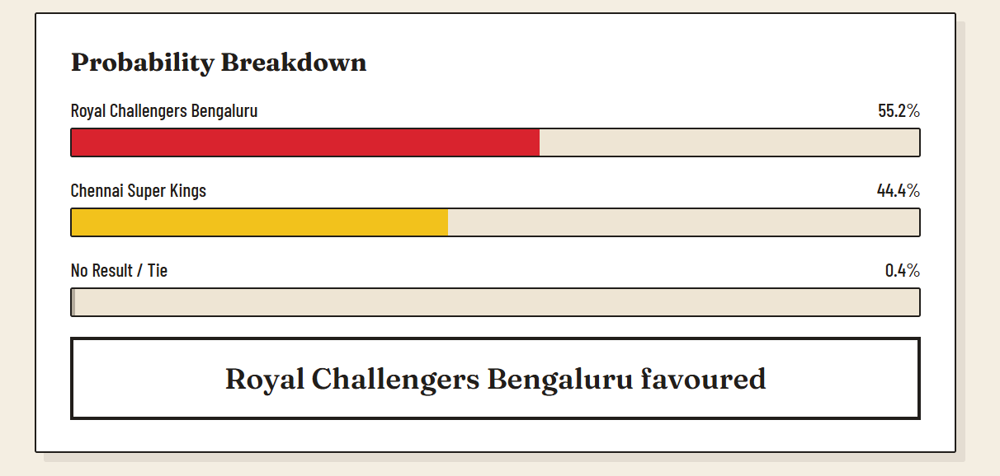 Probability Breakdown
Royal Challengers Bengaluru 55.2%
Chennai Super Kings 44.4%
No Result / Tie 0.4%
Royal Challengers Bengaluru favoured